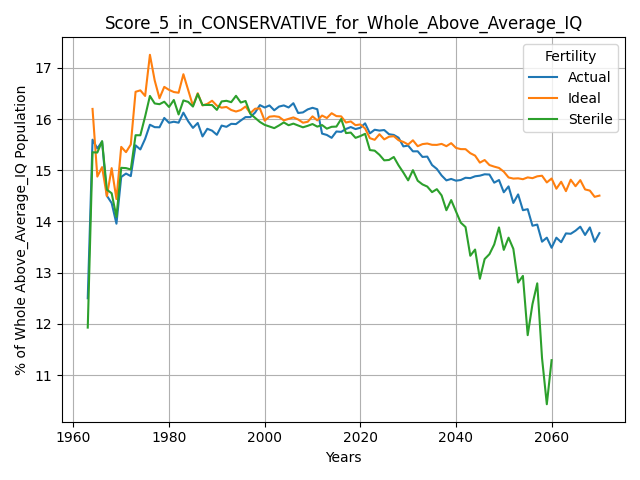 Score_5_in_CONSERVATIVE_for_Whole_Above_Average_IQ
% of Whole Above_Average_IQ Population
17
16
15
14
13
12
11
Fertility
Actual
Ideal
Sterile
1960
1980
2000
2020
2040
2060
Years